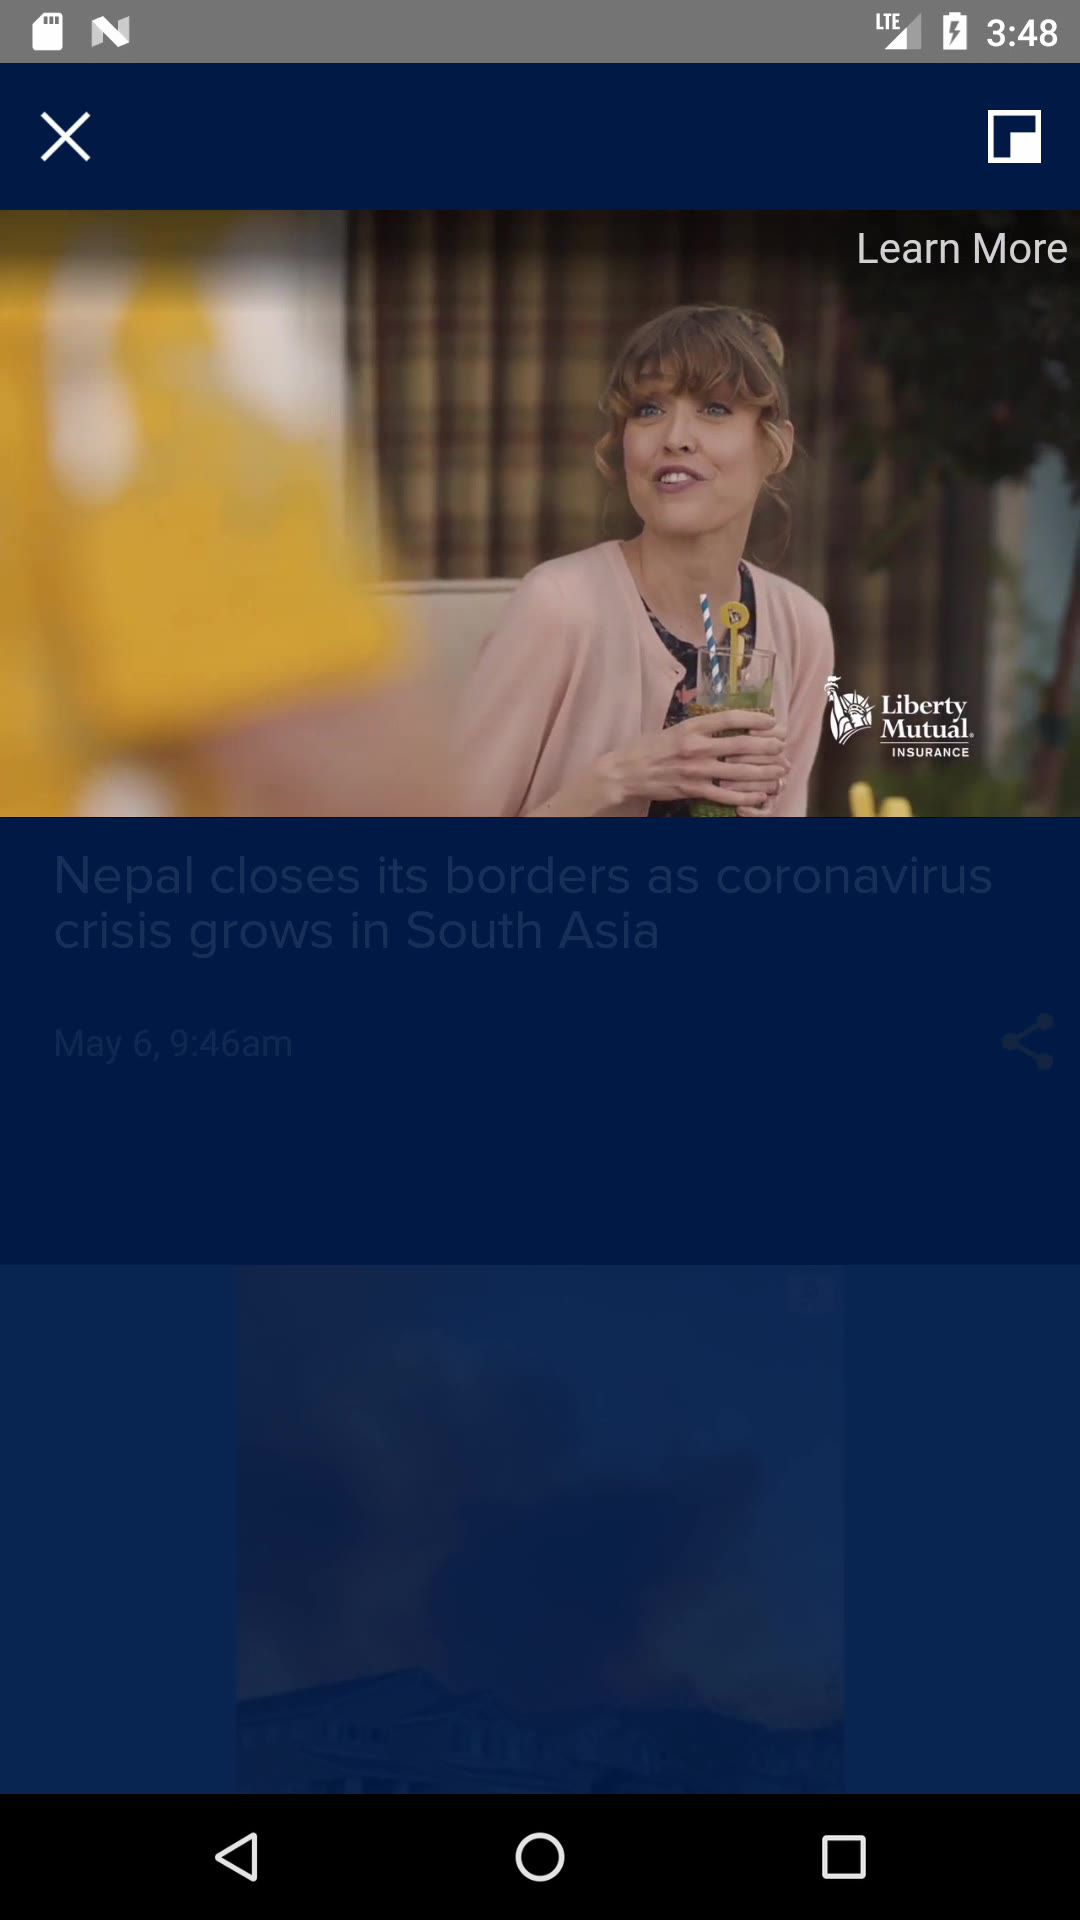 LTE
3:48
Learn More
Liberty
Mutual®
INSURANCE
Nepal closes its borders as coronavirus
crisis grows in South Asia
May 6, 9:46am